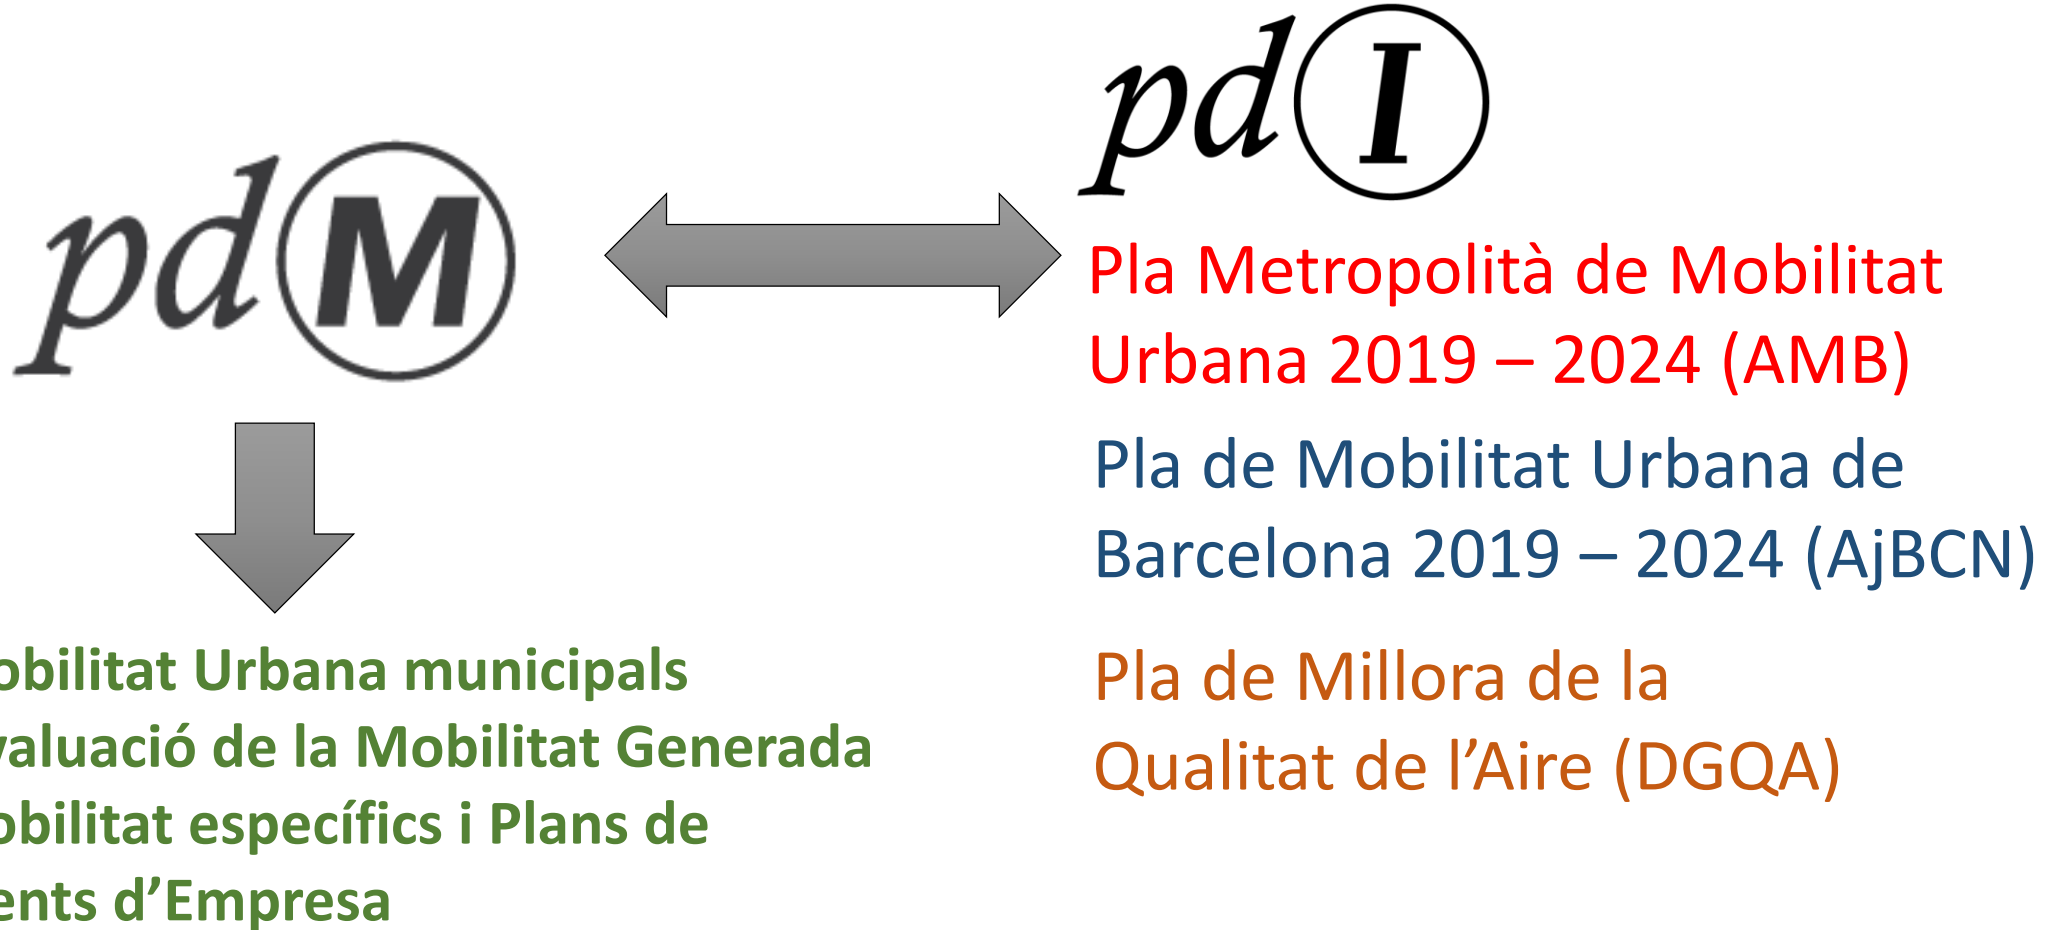 pdM
pdI
Pla Metropolità de Mobilitat
Urbana 2019 – 2024 (AMB)
Pla de Mobilitat Urbana de
Barcelona 2019 – 2024 (AjBCN)
Pla de Millora de la
Qualitat de l’Aire (DGQA)
obilitat Urbana municipals
valuació de la Mobilitat Generada
obilitat específics i Plans de
ents d’Empresa